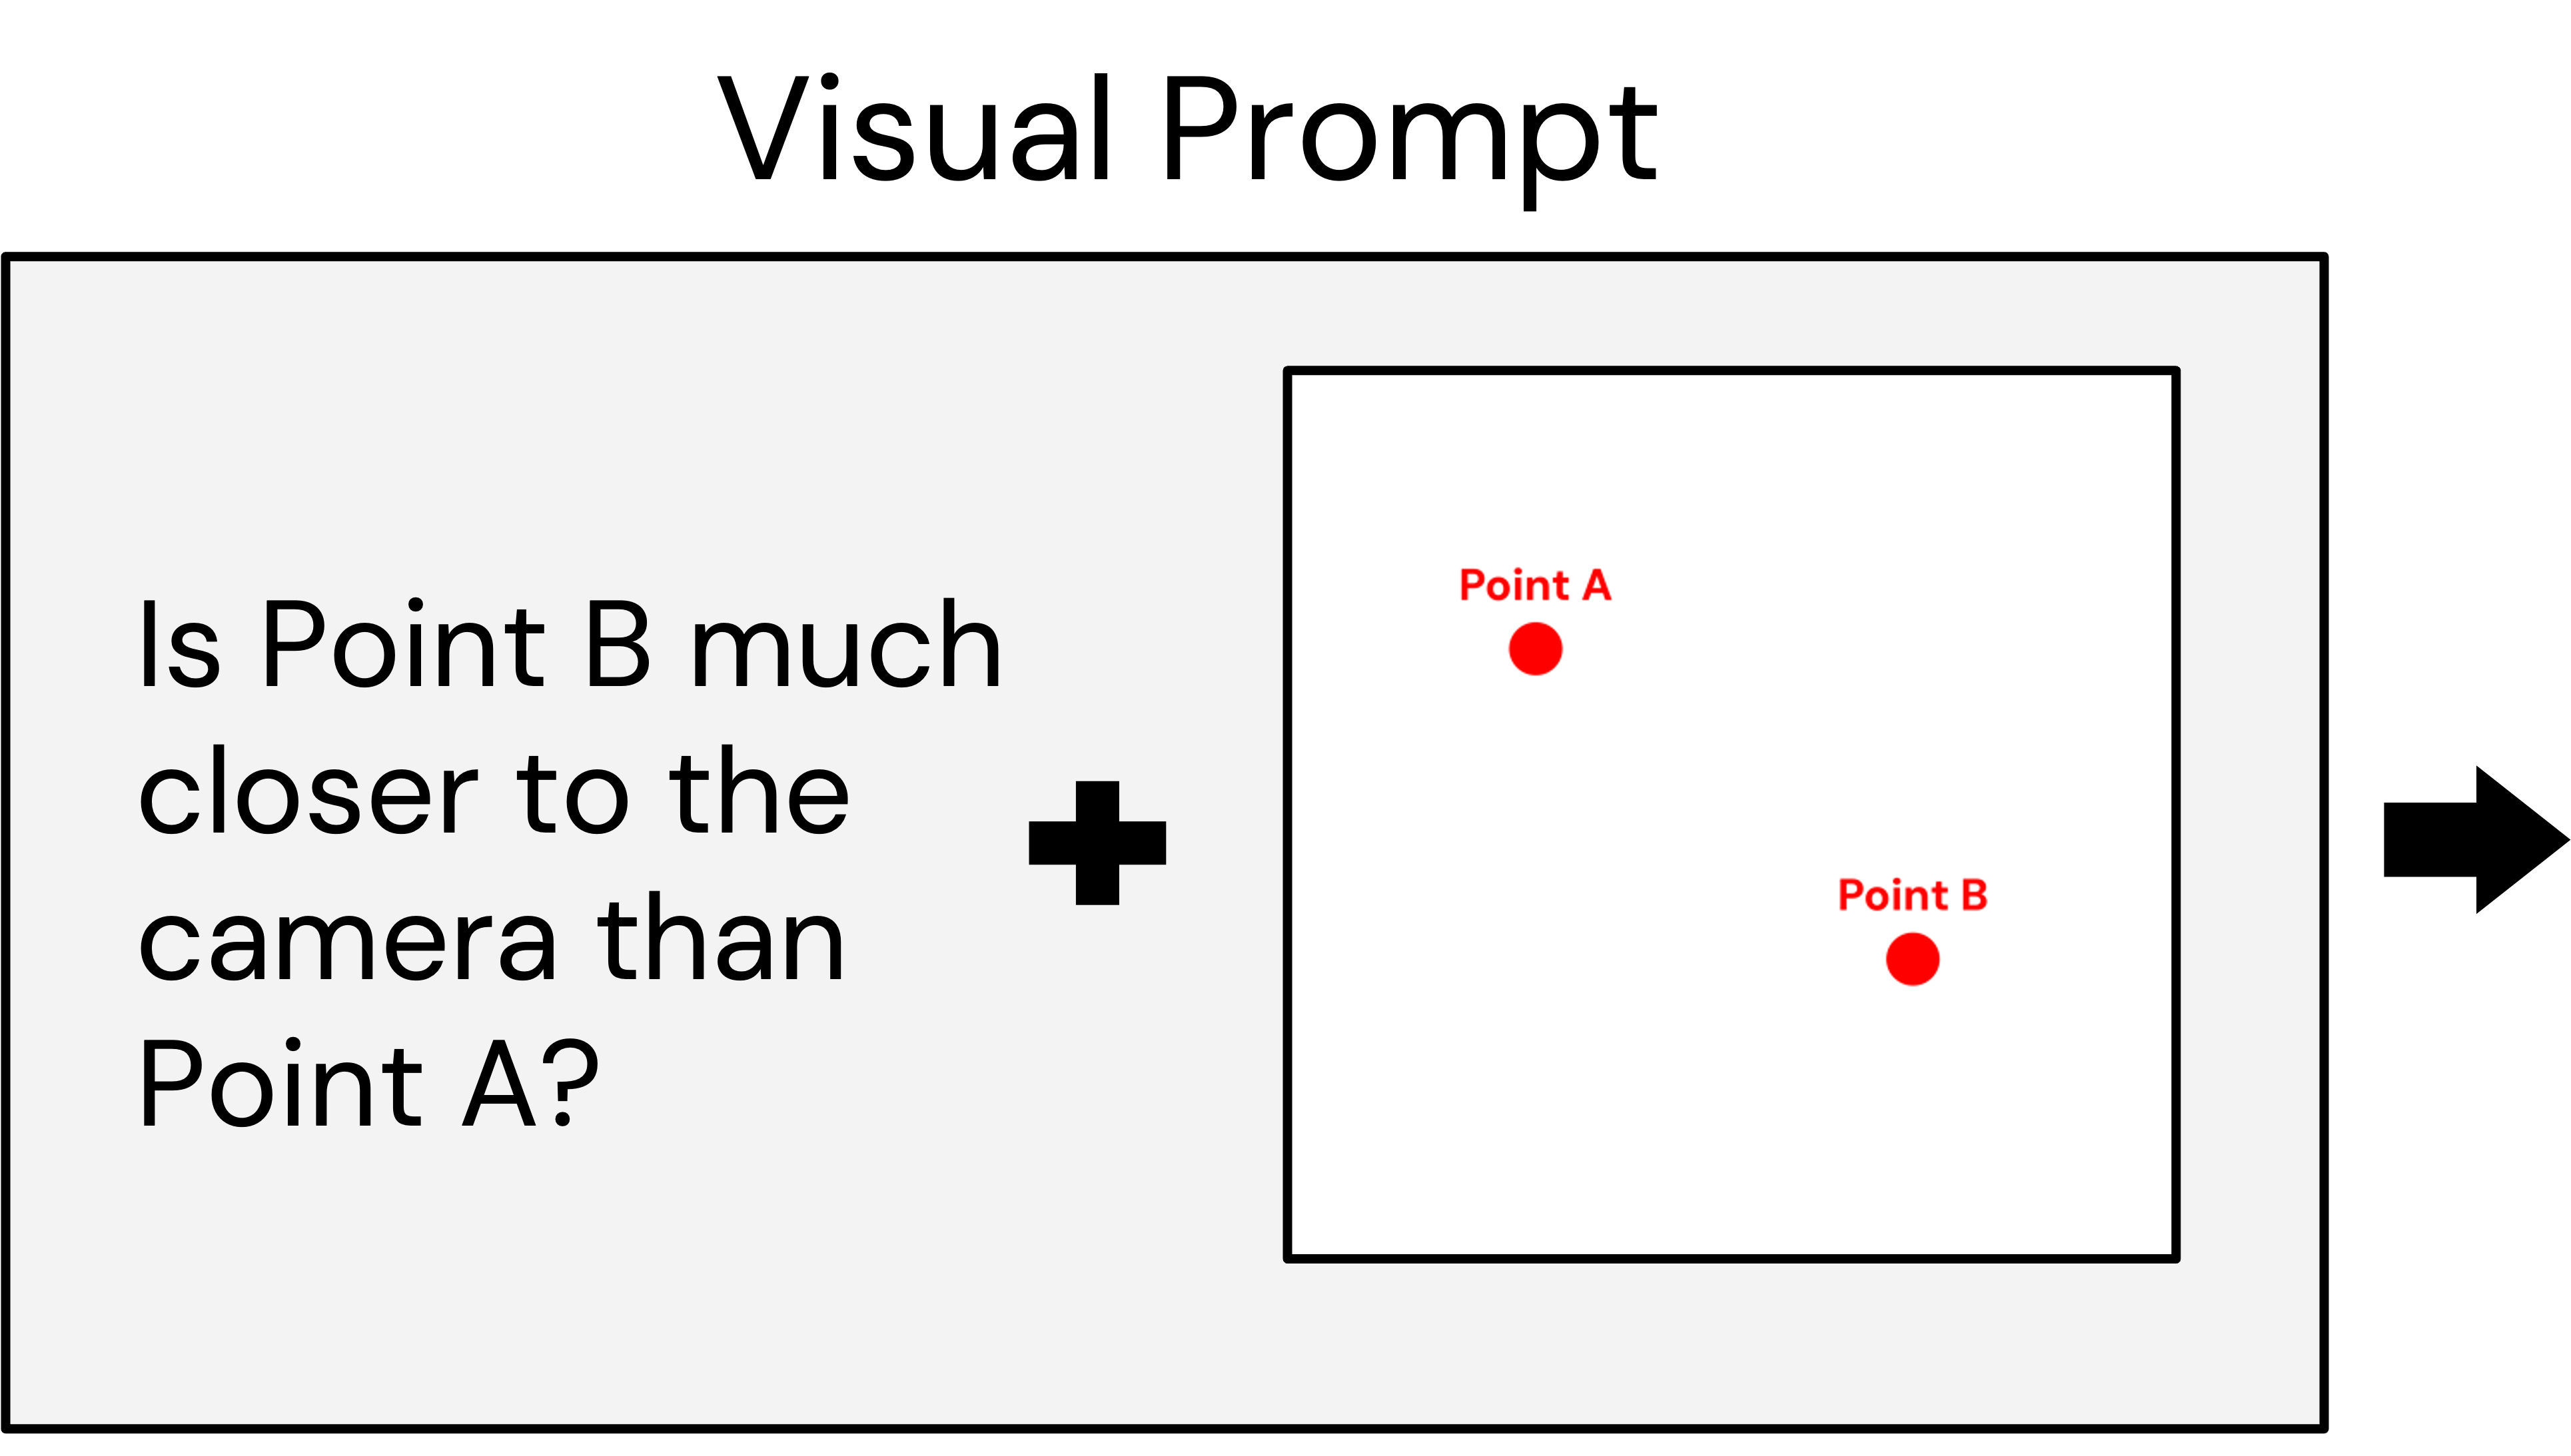 Visual Prompt
Is Point B much
closer to the
camera than
Point A?
Point A
Point B